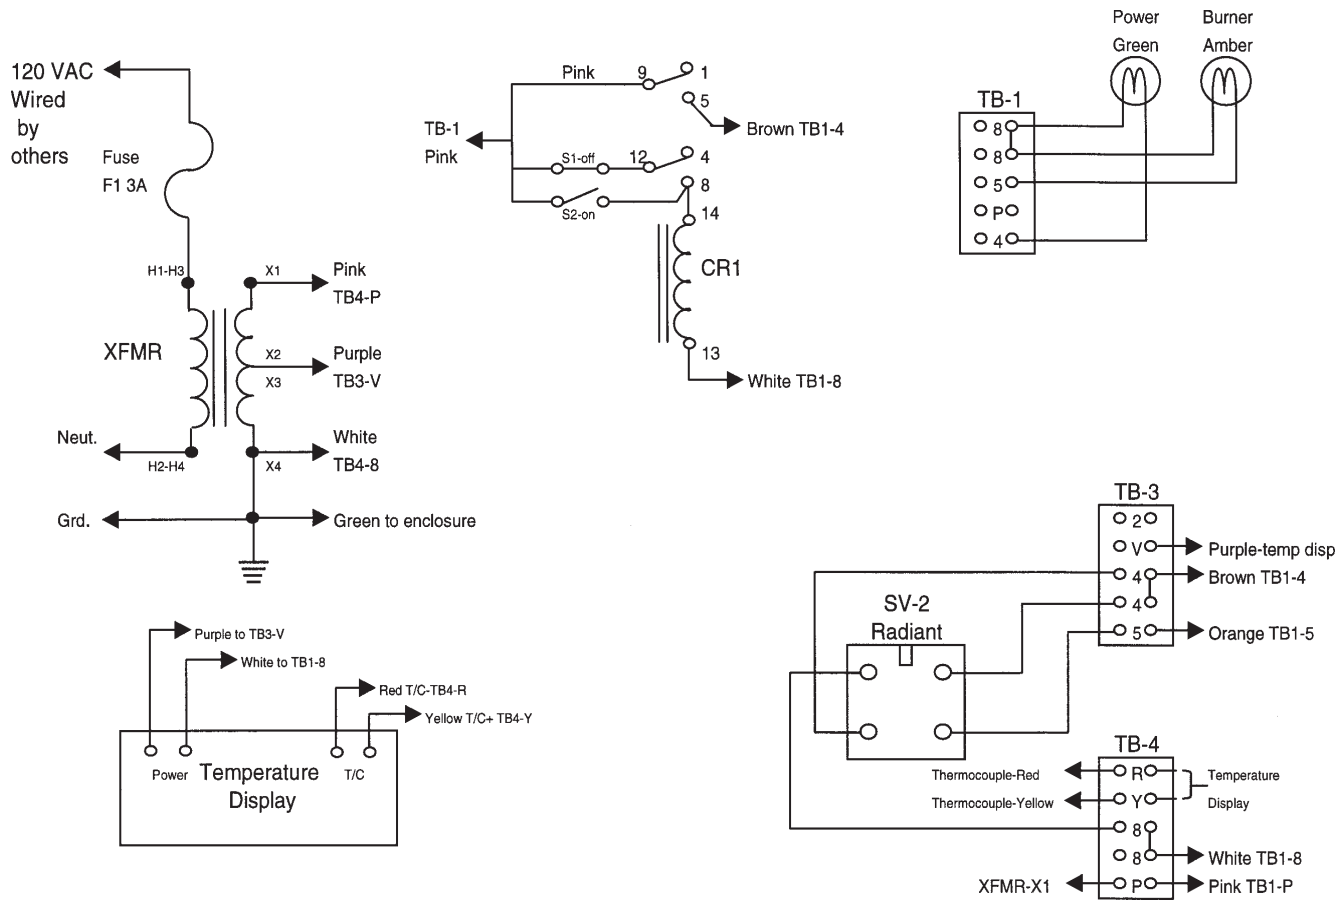 120 VAC
Wired
by
others
Fuse
F1 3A
H1-H3
X1
Pink
TB4-P
XFMR
X2
Purple
X3
TB3-V
Neut.
H2-H4
X4
White
TB4-8
Grd.
Green to enclosure
Pink
9
1
5
TB-1
Pink
Brown TB1-4
S1-off
12
4
8
S2-on
14
CR1
13
White TB1-8
Power
Green
Burner
Amber
TB-1
8
8
5
P
4
Purple to TB3-V
White to TB1-8
Red T/C-TB4-R
Yellow T/C+ TB4-Y
Power
Temperature
Display
T/C
SV-2
Radiant
TB-3
2
V
Purple-temp disp
4
Brown TB1-4
4
5
Orange TB1-5
TB-4
Thermocouple-Red
R
Temperature
Thermocouple-Yellow
Y
Display
8
8
White TB1-8
XFMR-X1
P
Pink TB1-P